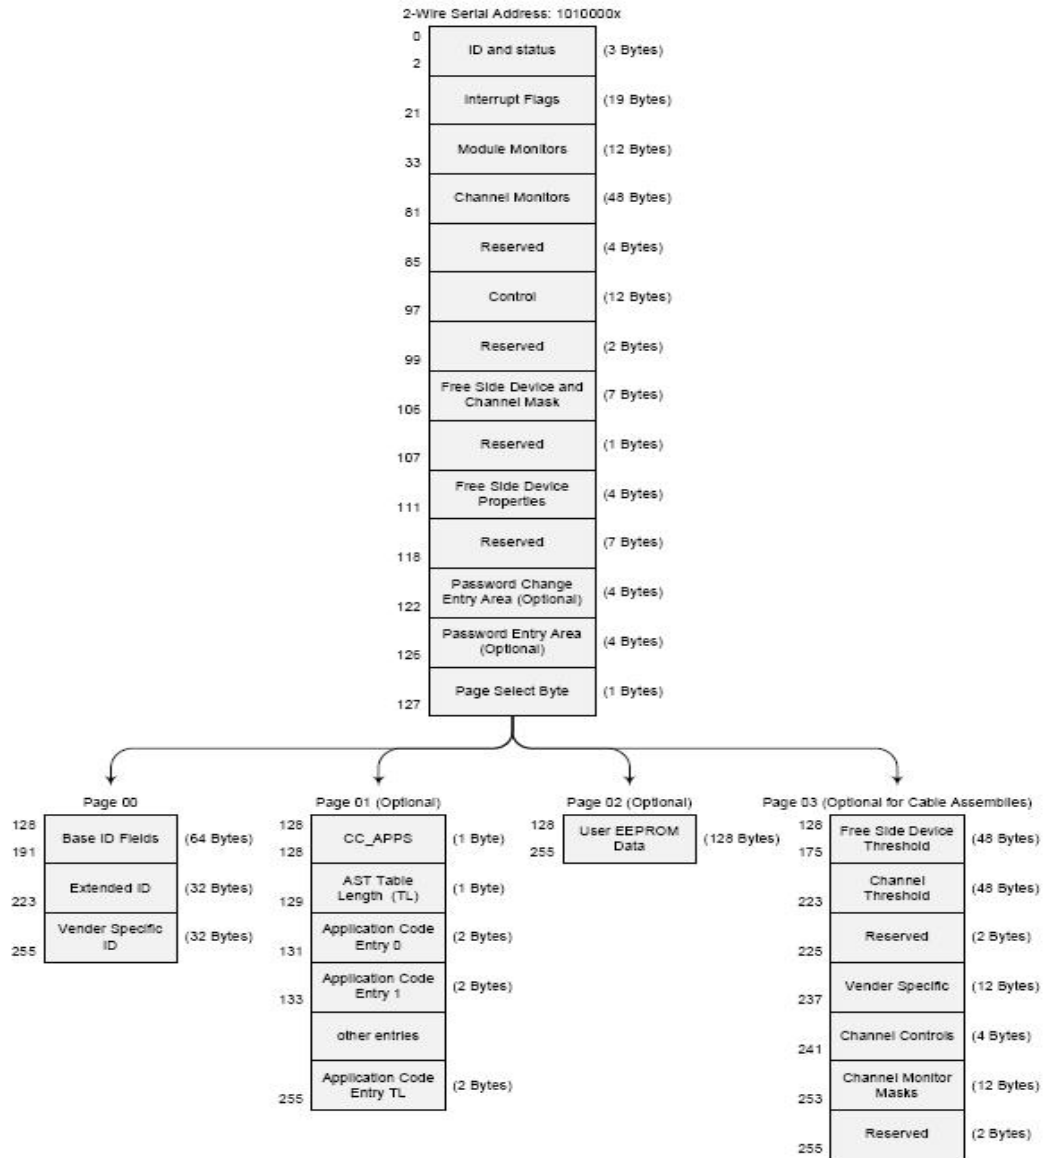 2-Wire Serial Address: 1010000x
0
ID and status (3 Bytes)
2
Interrupt Flags (19 Bytes)
21
Module Monitors (12 Bytes)
33
Channel Monitors (48 Bytes)
81
Reserved (4 Bytes)
85
Control (12 Bytes)
97
Reserved (2 Bytes)
99
Free Side Device and
Channel Mask (7 Bytes)
106
Reserved (1 Bytes)
107
Free Side Device
Properties (4 Bytes)
111
Reserved (7 Bytes)
118
Password Change
Entry Area (Optional) (4 Bytes)
122
Password Entry Area
(Optional) (4 Bytes)
126
Page Select Byte (1 Bytes)
127
Page 00
128
Base ID Fields (64 Bytes)
191
Extended ID (32 Bytes)
223
Vender Specific
ID (32 Bytes)
255
Page 01 (Optional)
128
CC_APPS (1 Byte)
128
AST Table
Length (TL) (1 Byte)
129
Application Code
Entry 0 (2 Bytes)
131
Application Code
Entry 1 (2 Bytes)
133
other entries
Application Code
Entry TL (2 Bytes)
255
Page 02 (Optional)
128
User EEPROM
Data (128 Bytes)
255
Page 03 (Optional for Cable Assemblies)
128
Free Side Device
Threshold (48 Bytes)
175
Channel
Threshold (48 Bytes)
223
Reserved (2 Bytes)
225
Vender Specific (12 Bytes)
237
Channel Controls (4 Bytes)
241
Channel Monitor
Masks (12 Bytes)
253
Reserved (2 Bytes)
255